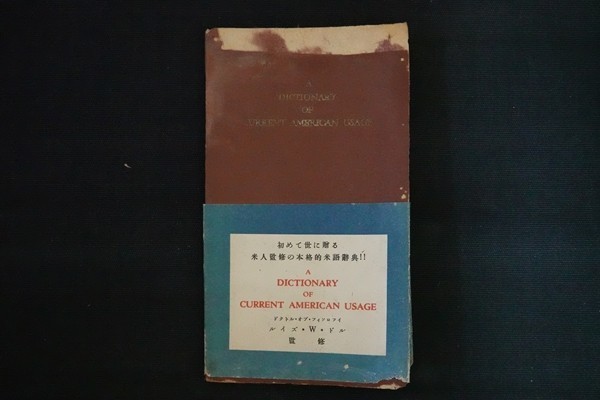 A
DICTIONARY
OF
CURRENT AMERICAN USAGE
初めて世に贈る
米人監修の本格的米語辭典!!
A
DICTIONARY
OF
CURRENT AMERICAN USAGE
ドクトル・オブ・フィロソフイ
ルイズ・W・ドル
監修